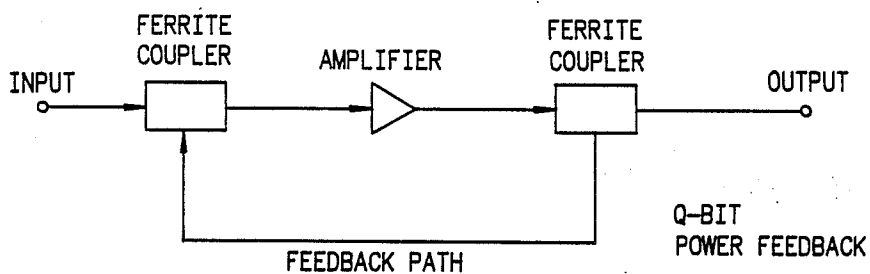 FERRITE
COUPLER
FERRITE
COUPLER
AMPLIFIER
INPUT
OUTPUT
Q-BIT
POWER FEEDBACK
FEEDBACK PATH